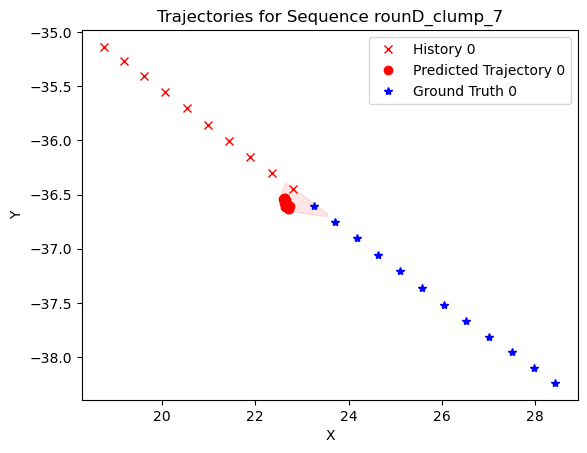 Trajectories for Sequence rounD_clump_7
History 0
Predicted Trajectory 0
Ground Truth 0
−35.0
−35.5
−36.0
−36.5
−37.0
−37.5
−38.0
Y
20
22
24
26
28
X